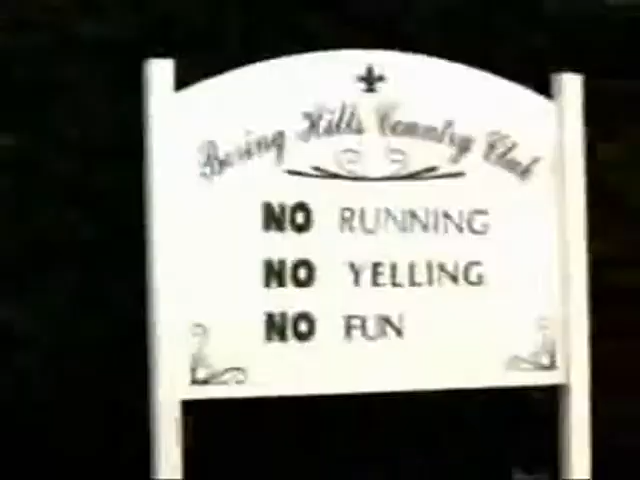 Boring Hills Country Club
NO RUNNING
NO YELLING
NO FUN